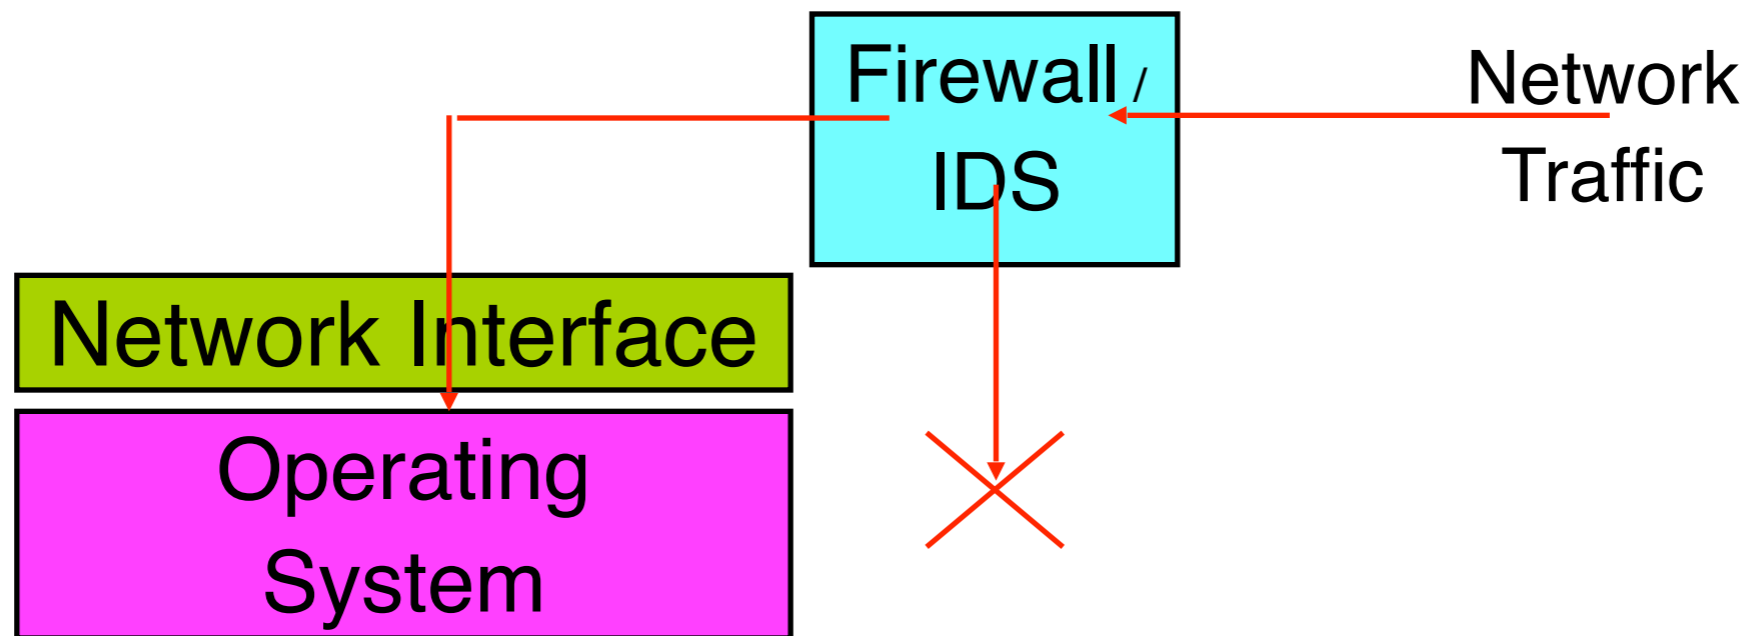 Firewall /
IDS
Network
Traffic
Network Interface
Operating
System